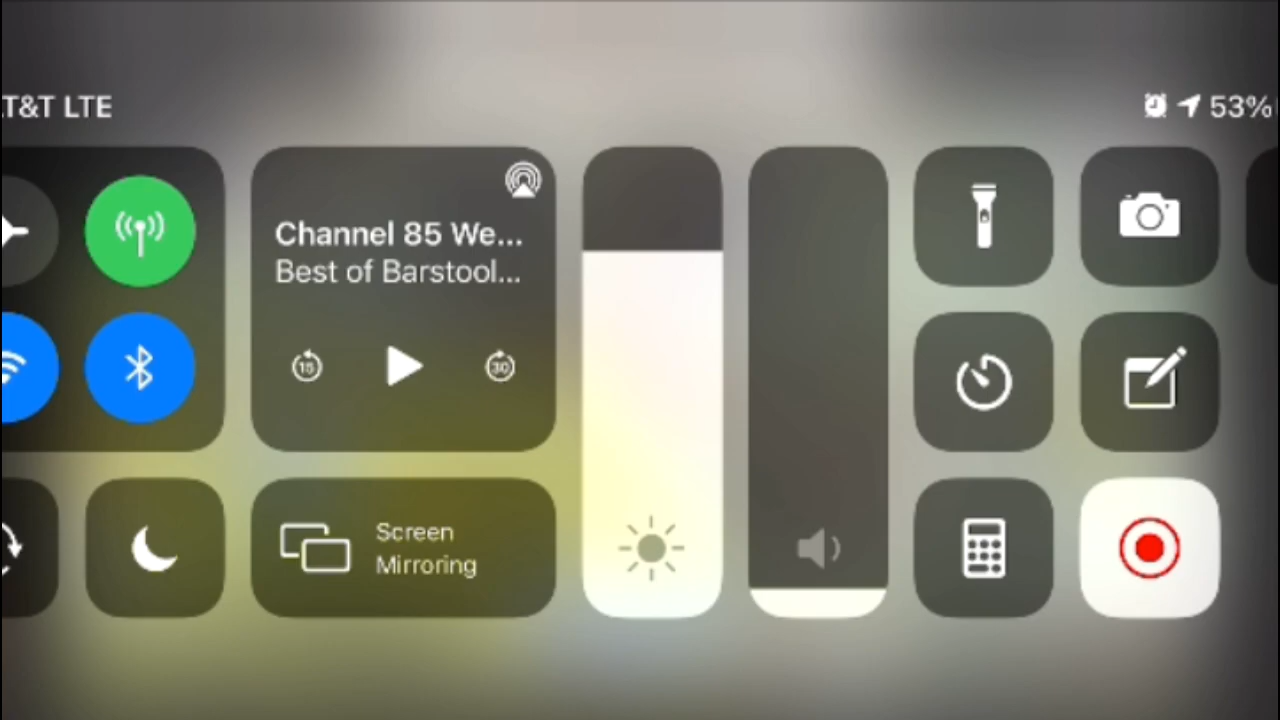 T&T LTE
53%
Channel 85 We...
Best of Barstool...
15
30
Screen
Mirroring